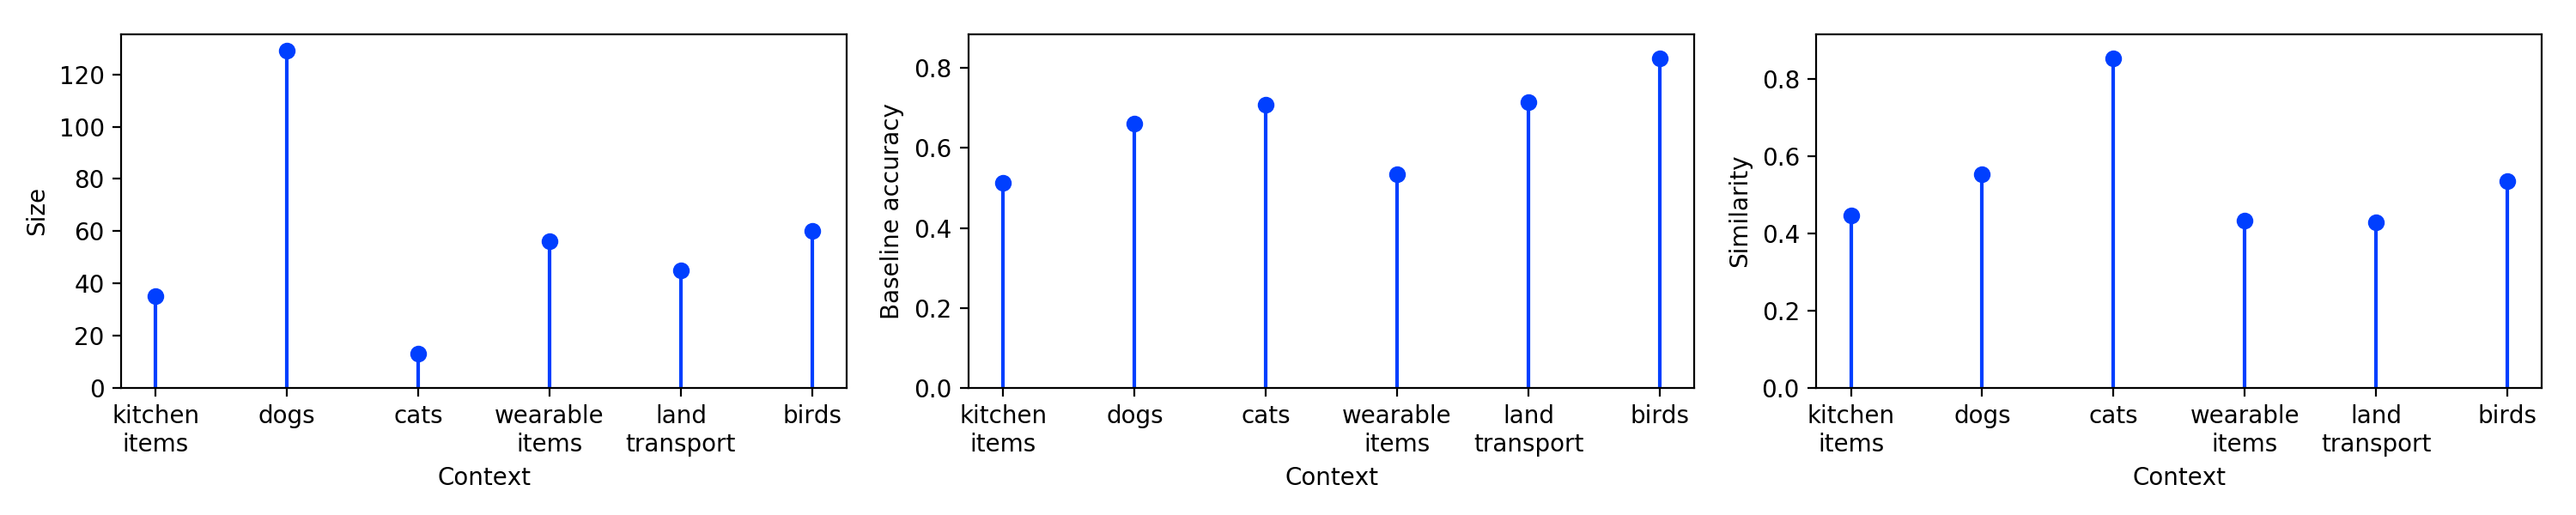 Size
120
100
80
60
40
20
0
kitchen items
dogs
cats
wearable items
land transport
birds
Context
Baseline accuracy
0.8
0.6
0.4
0.2
0.0
kitchen items
dogs
cats
wearable items
land transport
birds
Context
Similarity
0.8
0.6
0.4
0.2
0.0
kitchen items
dogs
cats
wearable items
land transport
birds
Context